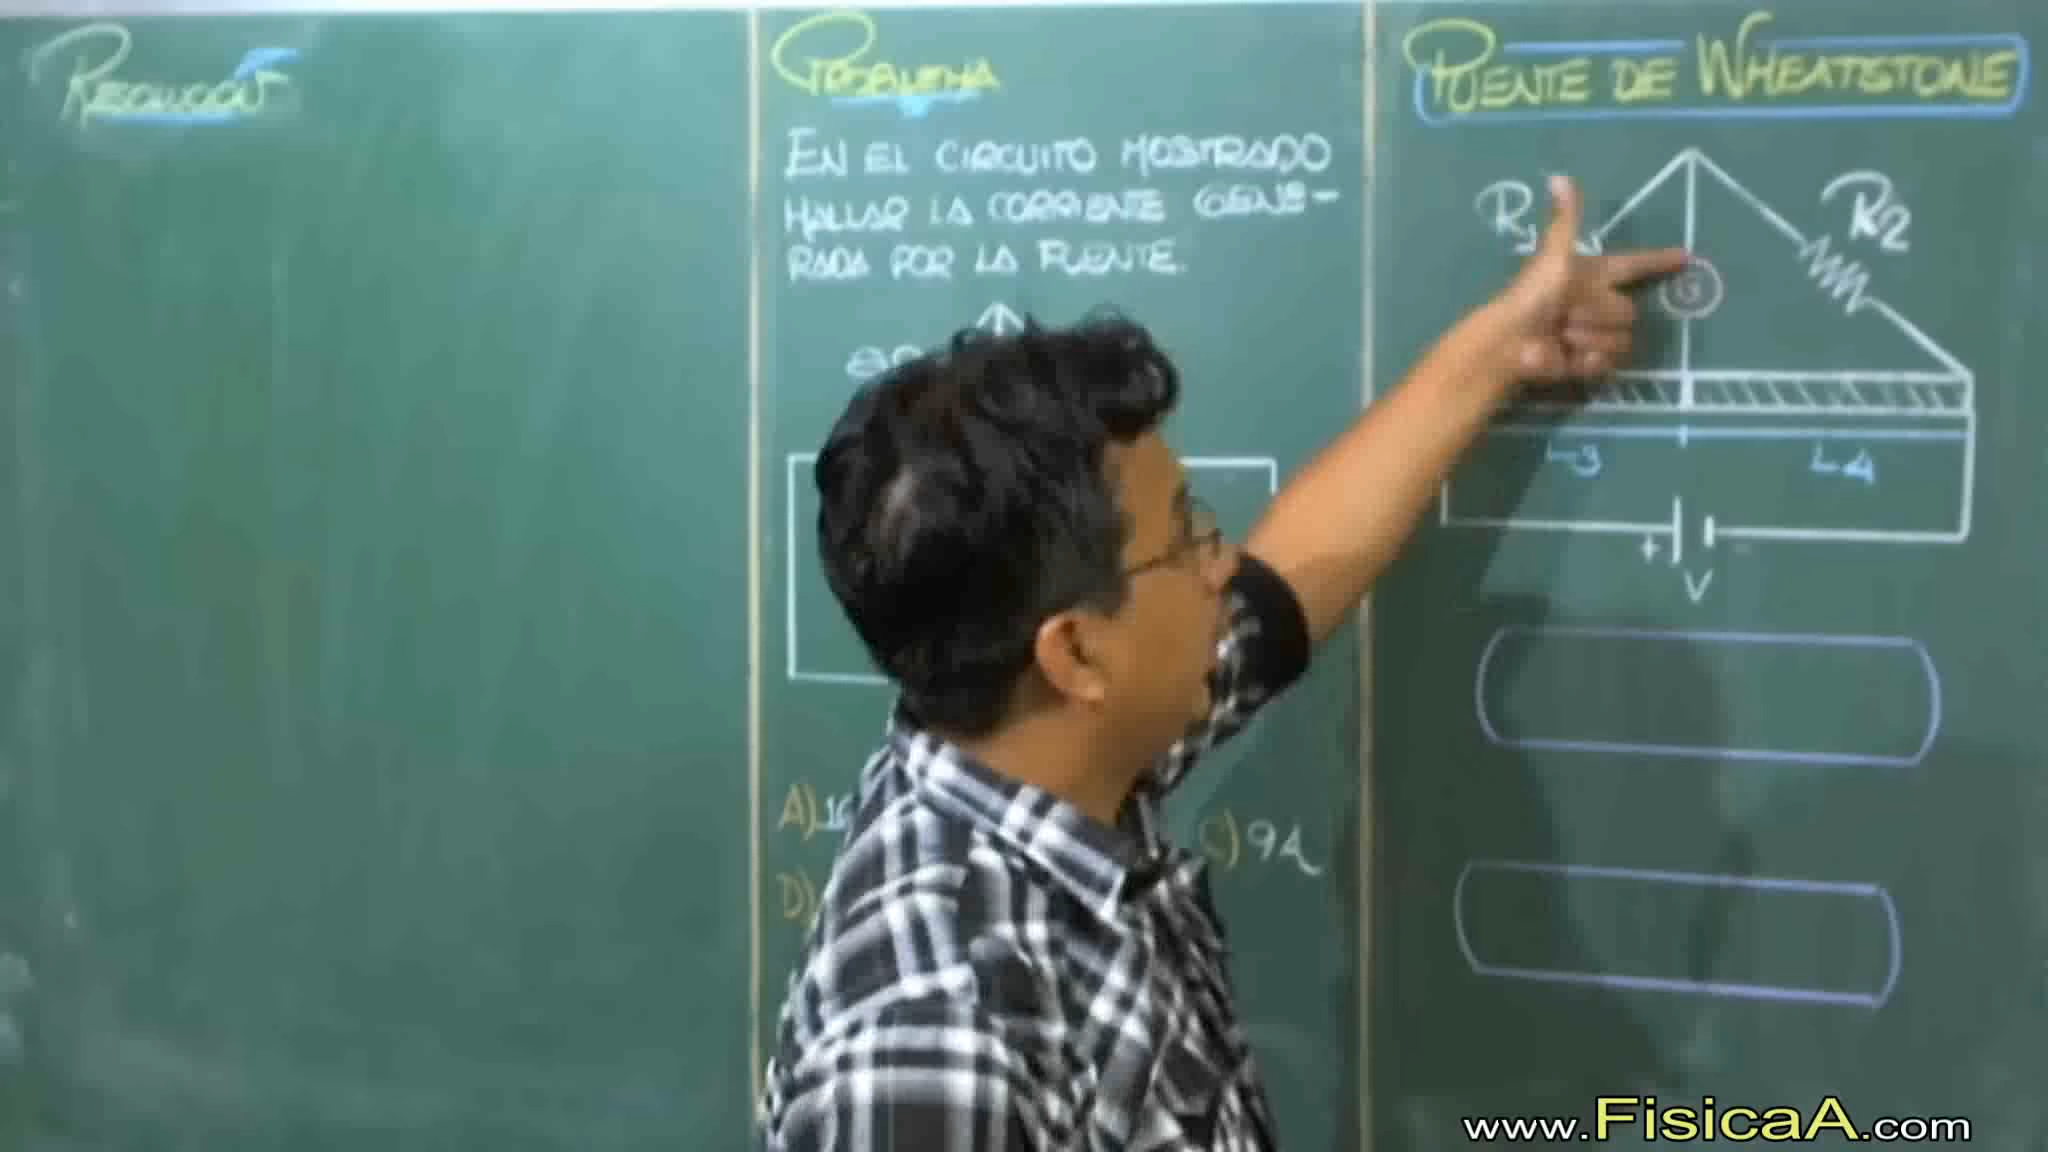 RESOLUCIÓN
PROBLEMA
EN EL CIRCUITO MOSTRADO
HALLAR LA CORRIENTE GENE-
RADA POR LA FUENTE.
A)
D)
C) 9A
PUENTE DE WHEATSTONE
R1
R2
G
L3
L4
+
V
www.FisicaA.com